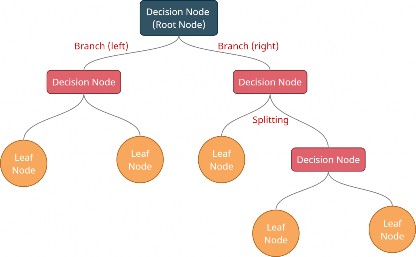 Decision Node
(Root Node)
Branch (left)
Branch (right)
Decision Node
Decision Node
Splitting
Leaf
Node
Leaf
Node
Leaf
Node
Decision Node
Leaf
Node
Leaf
Node